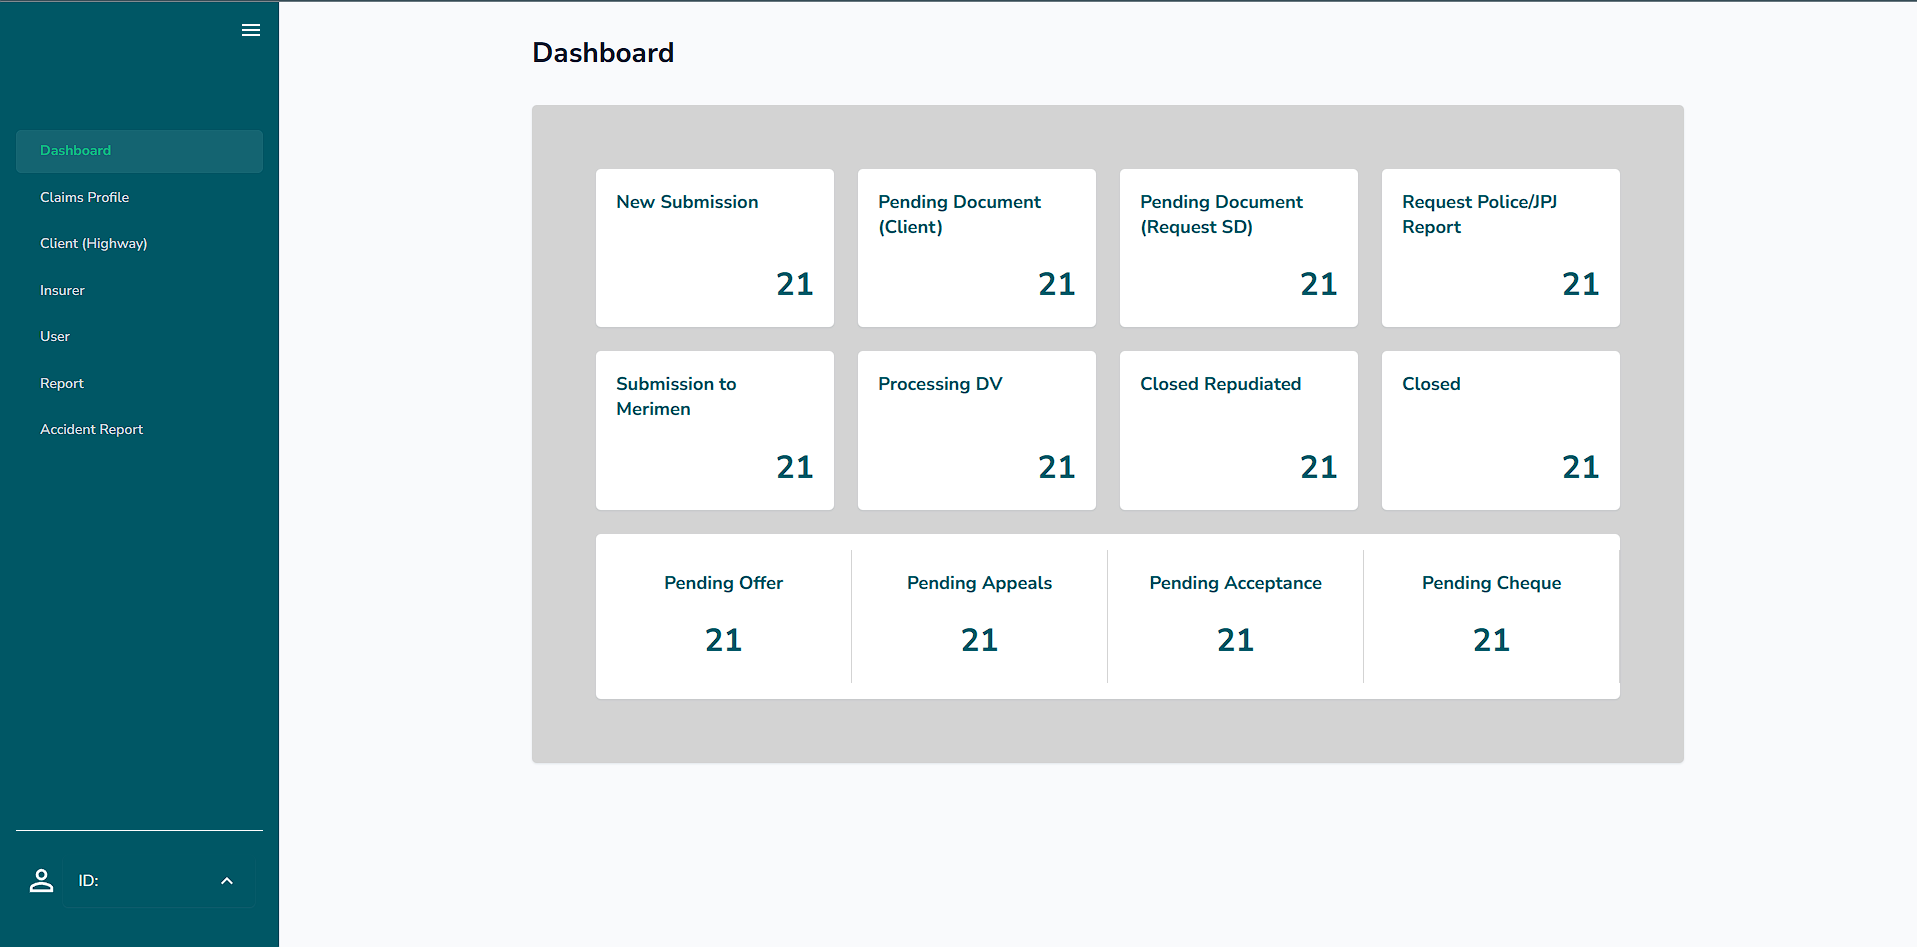 Dashboard
Claims Profile
Client (Highway)
Insurer
User
Report
Accident Report
ID:
Dashboard
New Submission
21
Pending Document
(Client)
21
Pending Document
(Request SD)
21
Request Police/JPJ
Report
21
Submission to
Merimen
21
Processing DV
21
Closed Repudiated
21
Closed
21
Pending Offer
21
Pending Appeals
21
Pending Acceptance
21
Pending Cheque
21